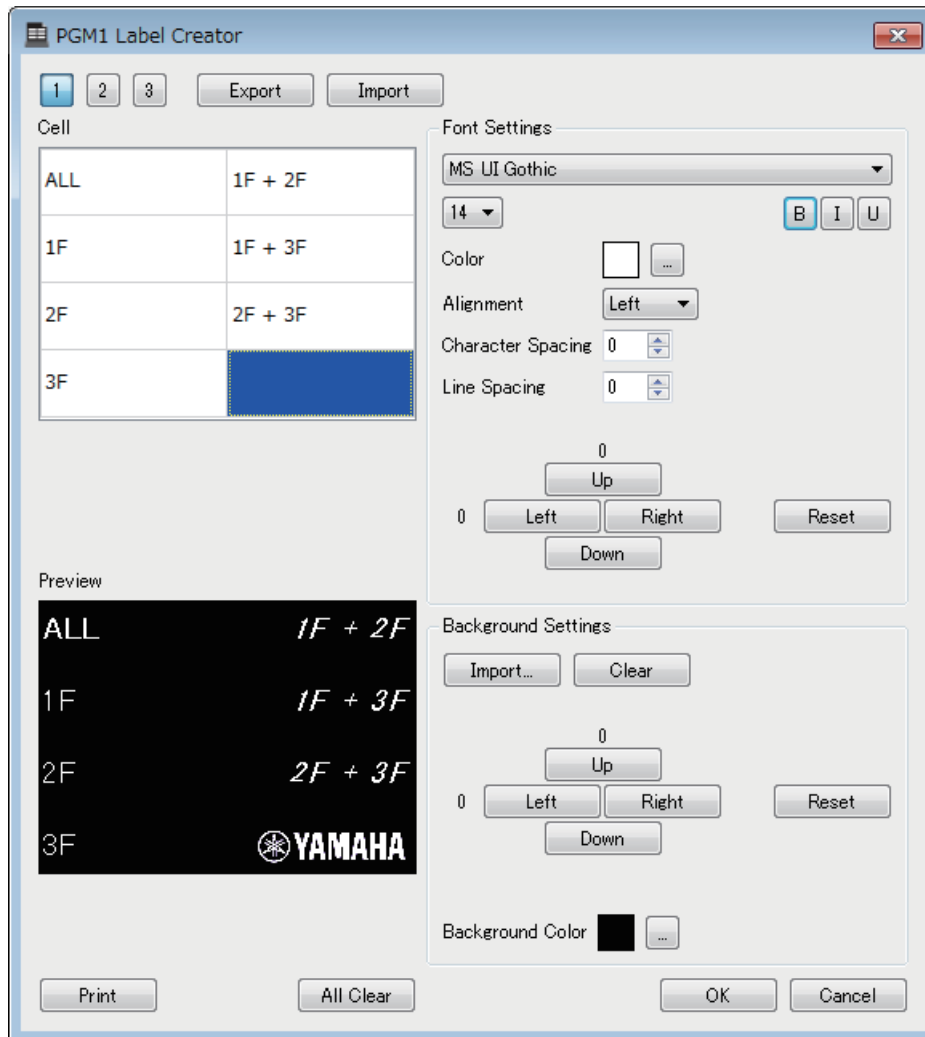 PGM1 Label Creator
1 2 3 Export Import
Cell
ALL 1F + 2F
1F 1F + 3F
2F 2F + 3F
3F
Preview
ALL 1F + 2F
1F 1F + 3F
2F 2F + 3F
3F YAMAHA
Print All Clear
Font Settings
MS UI Gothic
14 B I U
Color ...
Alignment Left
Character Spacing 0
Line Spacing 0
0
Up
0 Left Right Reset
Down
Background Settings
Import... Clear
0
Up
0 Left Right Reset
Down
Background Color ...
OK Cancel